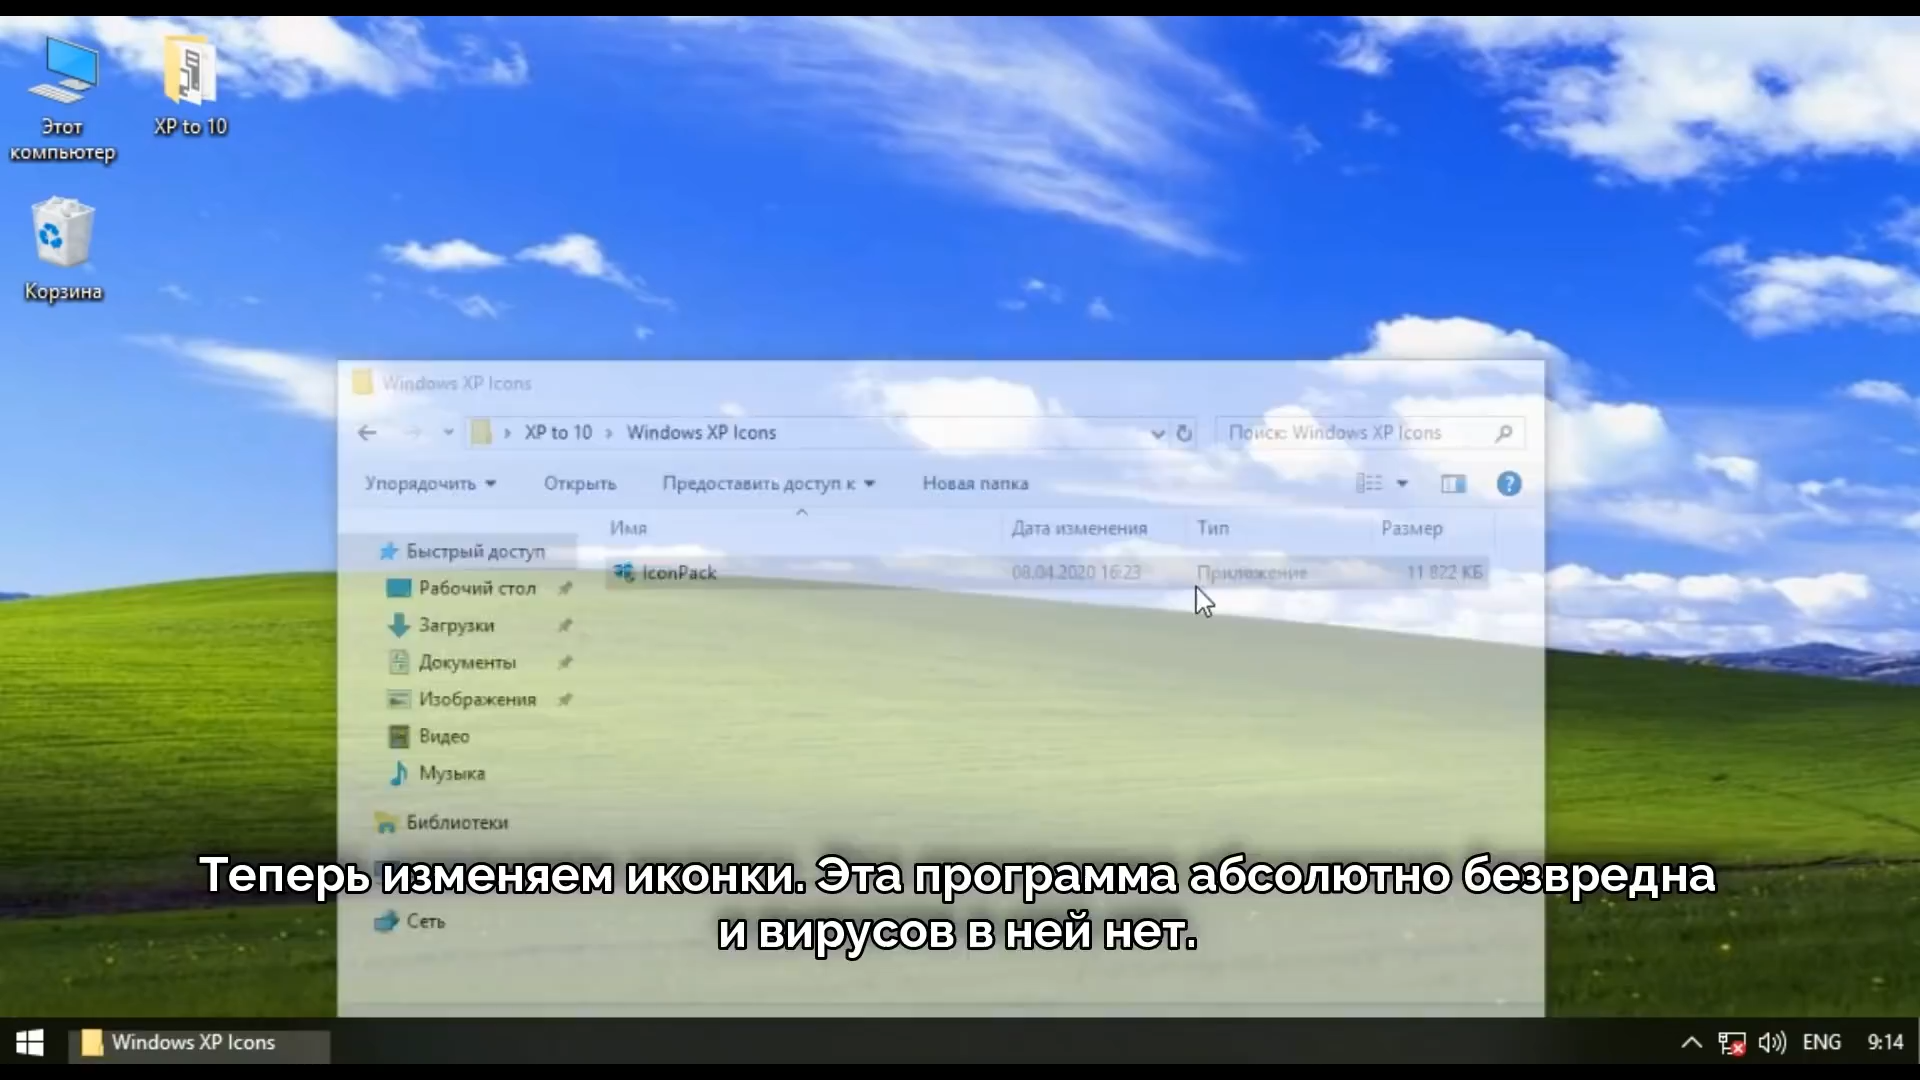 Этот
компьютер
XP to 10
Корзина
Windows XP Icons
XP to 10 › Windows XP Icons
Поиск: Windows XP Icons
Упорядочить
Открыть
Предоставить доступ к
Новая папка
Имя
Дата изменения
Тип
Размер
Быстрый доступ
IconPack
08.04.2020 16:23
Приложение
11 822 КБ
Рабочий стол
Загрузки
Документы
Изображения
Видео
Музыка
Библиотеки
Теперь изменяем иконки. Эта программа абсолютно безвредна
и вирусов в ней нет.
Сеть
Windows XP Icons
ENG
9:14